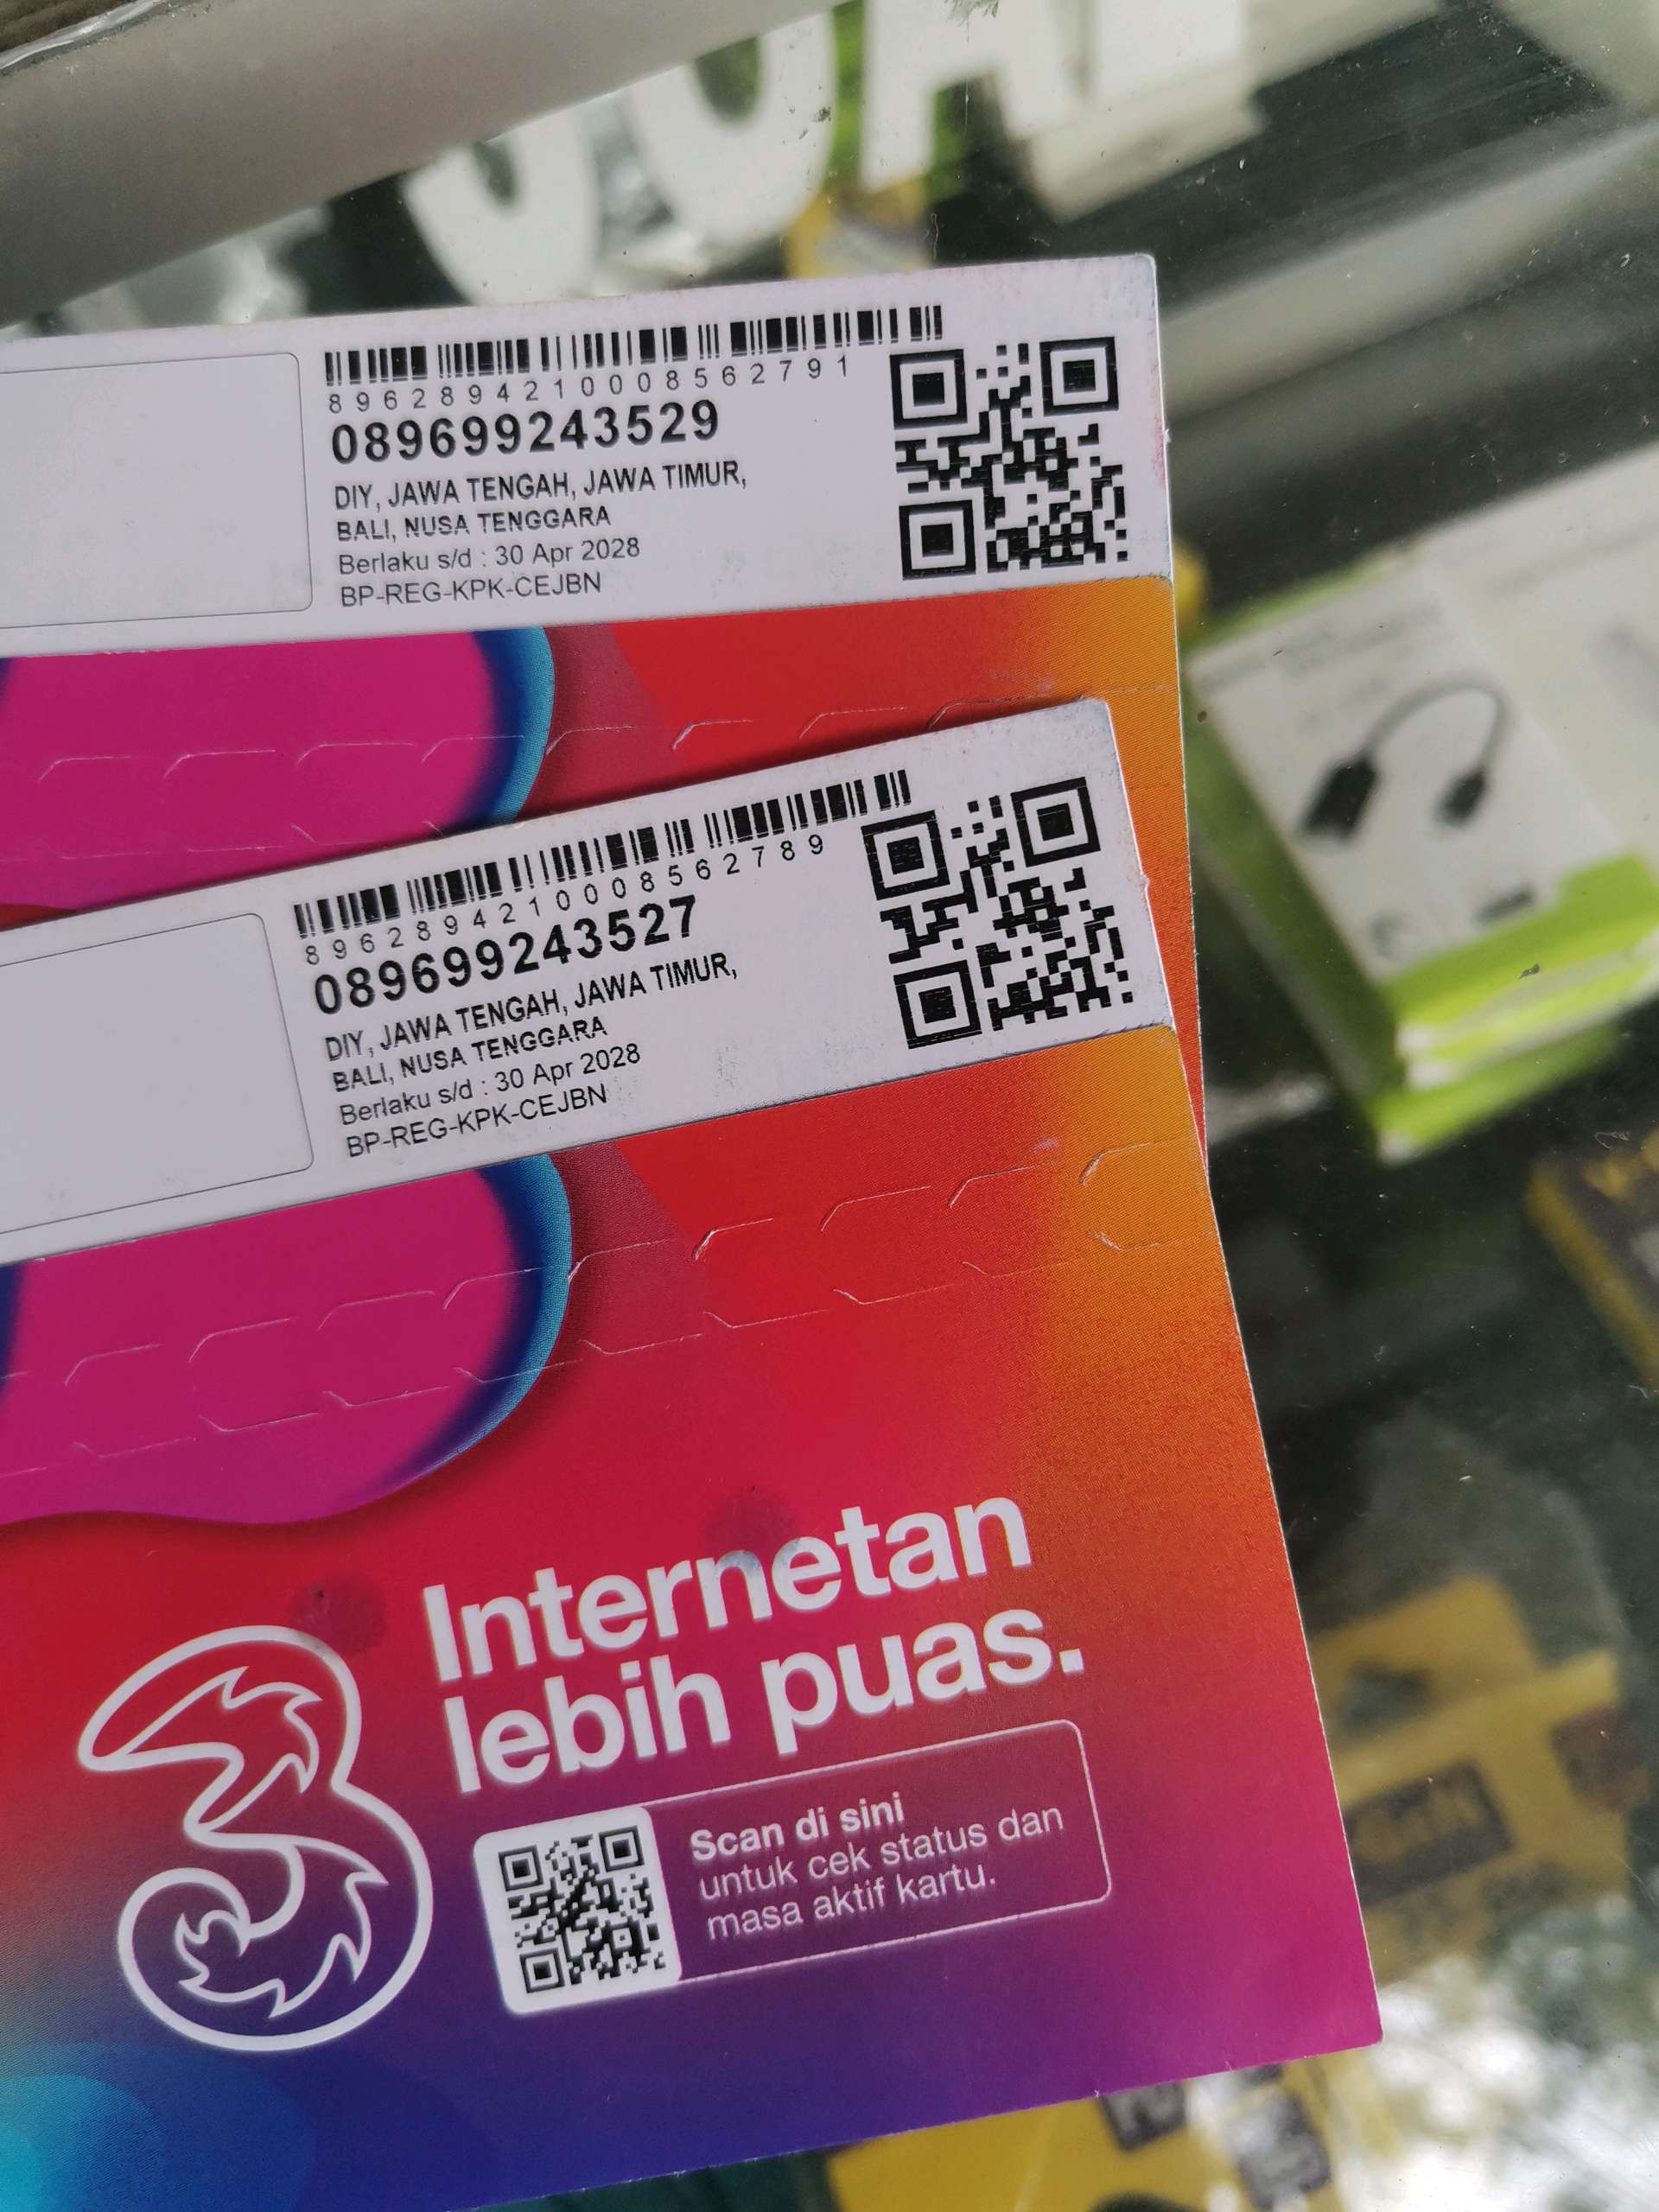 8962894210008562791
089699243529
DIY, JAWA TENGAH, JAWA TIMUR,
BALI, NUSA TENGGARA
Berlaku s/d : 30 Apr 2028
BP-REG-KPK-CEJBN
8962894210008562789
089699243527
DIY, JAWA TENGAH, JAWA TIMUR,
BALI, NUSA TENGGARA
Berlaku s/d : 30 Apr 2028
BP-REG-KPK-CEJBN
3
Internetan
lebih puas.
Scan di sini
untuk cek status dan
masa aktif kartu.